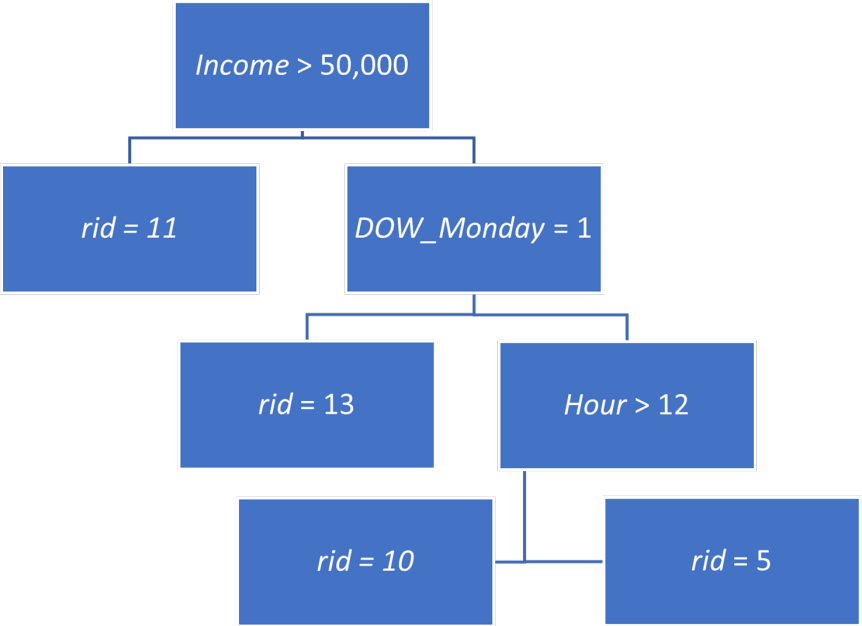 Income > 50,000
rid = 11
DOW_Monday = 1
rid = 13
Hour > 12
rid = 10
rid = 5